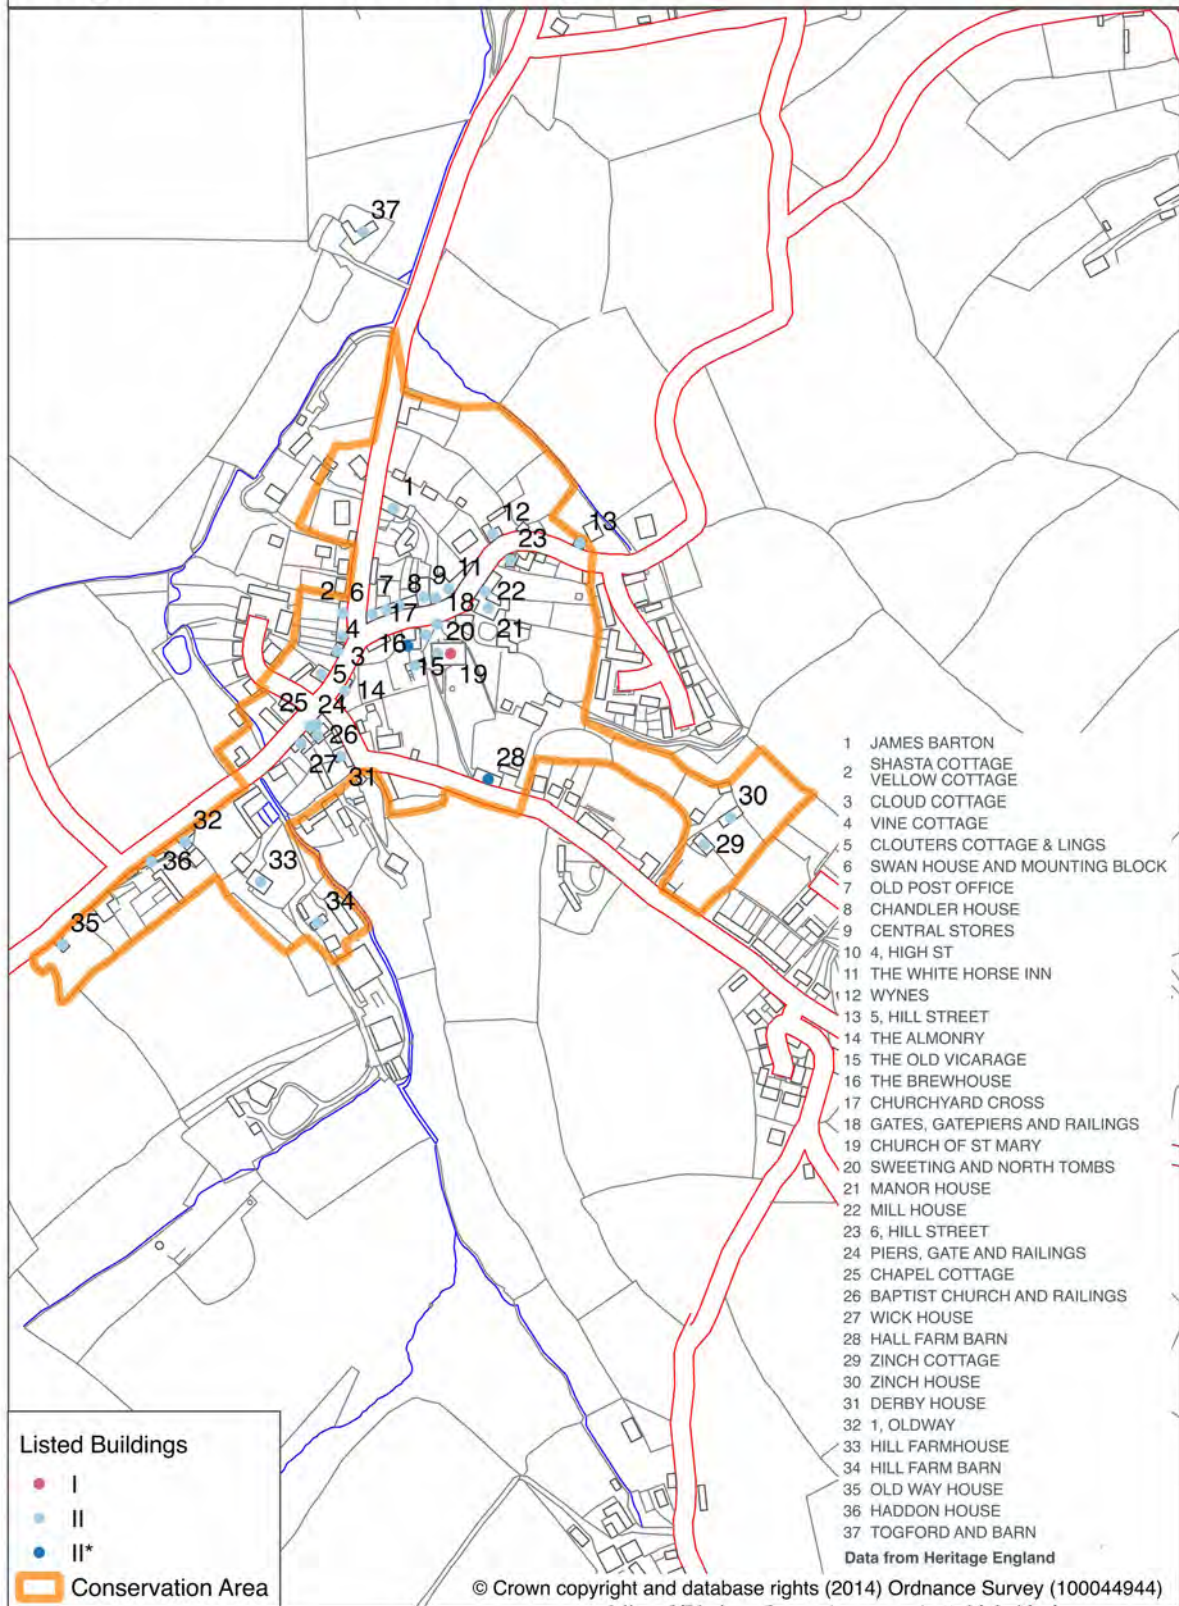 37
1
12
13
23
11
2
6
7
8
9
22
17
18
4
16
20
21
3
15
19
5
14
25
24
26
28
27
31
30
32
29
36
33
34
35
1 JAMES BARTON
2 SHASTA COTTAGE
VELLOW COTTAGE
3 CLOUD COTTAGE
4 VINE COTTAGE
5 CLOUTERS COTTAGE & LINGS
6 SWAN HOUSE AND MOUNTING BLOCK
7 OLD POST OFFICE
8 CHANDLER HOUSE
9 CENTRAL STORES
10 4, HIGH ST
11 THE WHITE HORSE INN
12 WYNES
13 5, HILL STREET
14 THE ALMONRY
15 THE OLD VICARAGE
16 THE BREWHOUSE
17 CHURCHYARD CROSS
18 GATES, GATEPIERS AND RAILINGS
19 CHURCH OF ST MARY
20 SWEETING AND NORTH TOMBS
21 MANOR HOUSE
22 MILL HOUSE
23 6, HILL STREET
24 PIERS, GATE AND RAILINGS
25 CHAPEL COTTAGE
26 BAPTIST CHURCH AND RAILINGS
27 WICK HOUSE
28 HALL FARM BARN
29 ZINCH COTTAGE
30 ZINCH HOUSE
31 DERBY HOUSE
32 1, OLDWAY
33 HILL FARMHOUSE
34 HILL FARM BARN
35 OLD WAY HOUSE
36 HADDON HOUSE
37 TOGFORD AND BARN
Data from Heritage England
Listed Buildings
I
II
II*
Conservation Area
© Crown copyright and database rights (2014) Ordnance Survey (100044944)